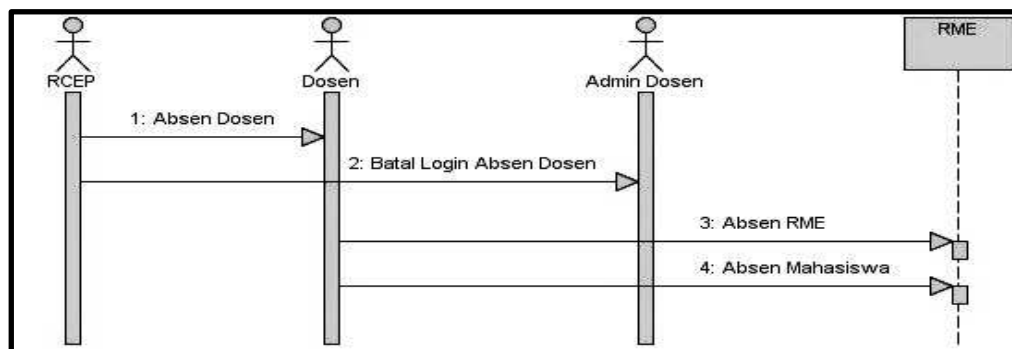 RCEP
Dosen
Admin Dosen
RME
1: Absen Dosen
2: Batal Login Absen Dosen
3: Absen RME
4: Absen Mahasiswa